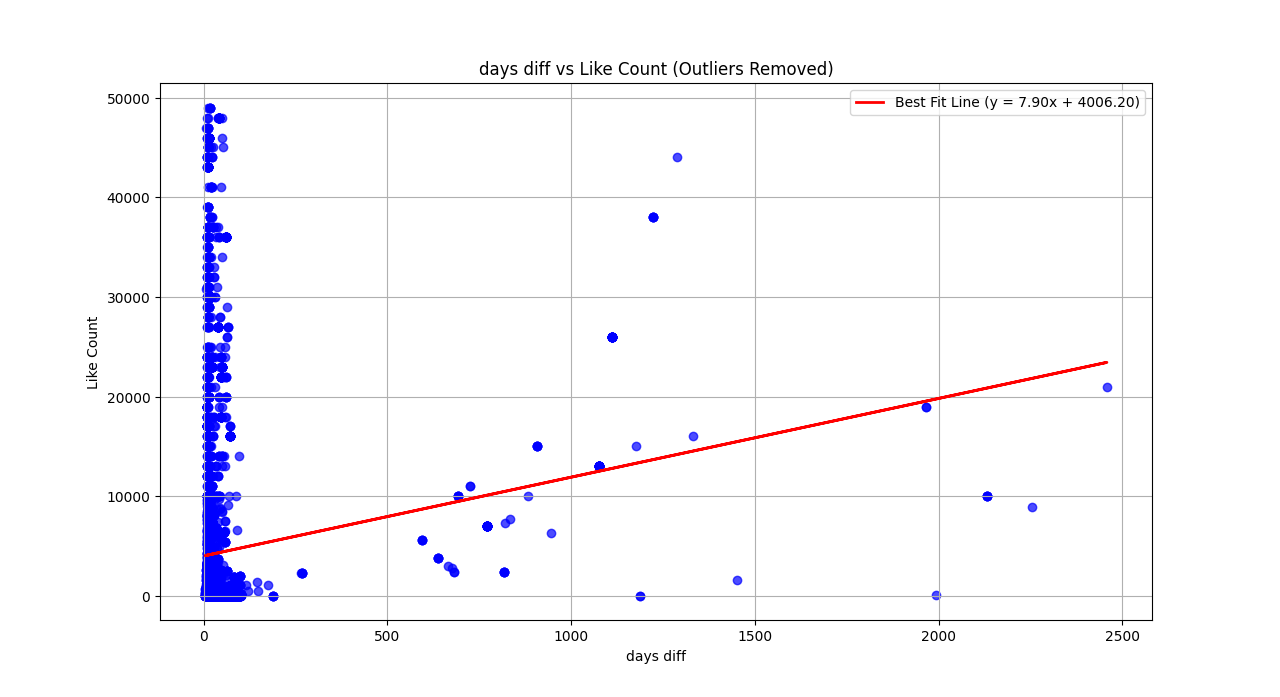 days diff vs Like Count (Outliers Removed)
Best Fit Line (y = 7.90x + 4006.20)
Like Count
50000
40000
30000
20000
10000
0
0 500 1000 1500 2000 2500
days diff